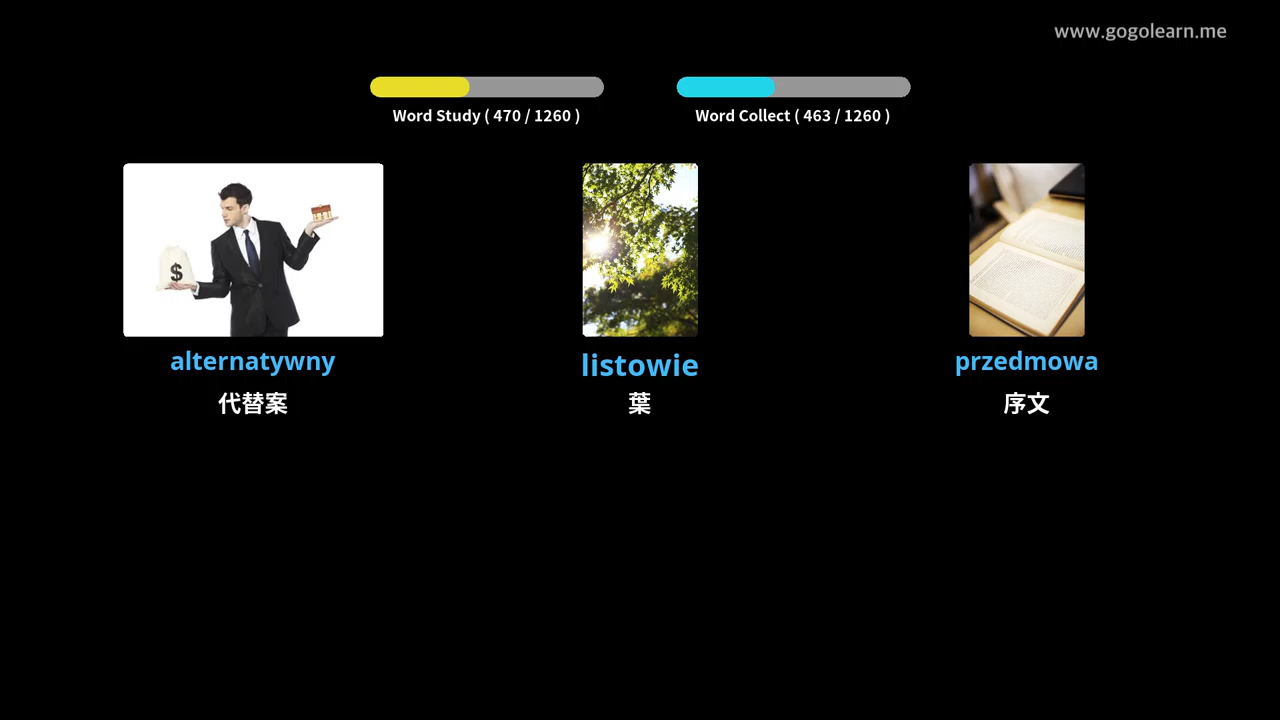 www.gogolearn.me
Word Study ( 470 / 1260 )
Word Collect ( 463 / 1260 )
$
alternatywny
listowie
przedmowa
代替案
葉
序文